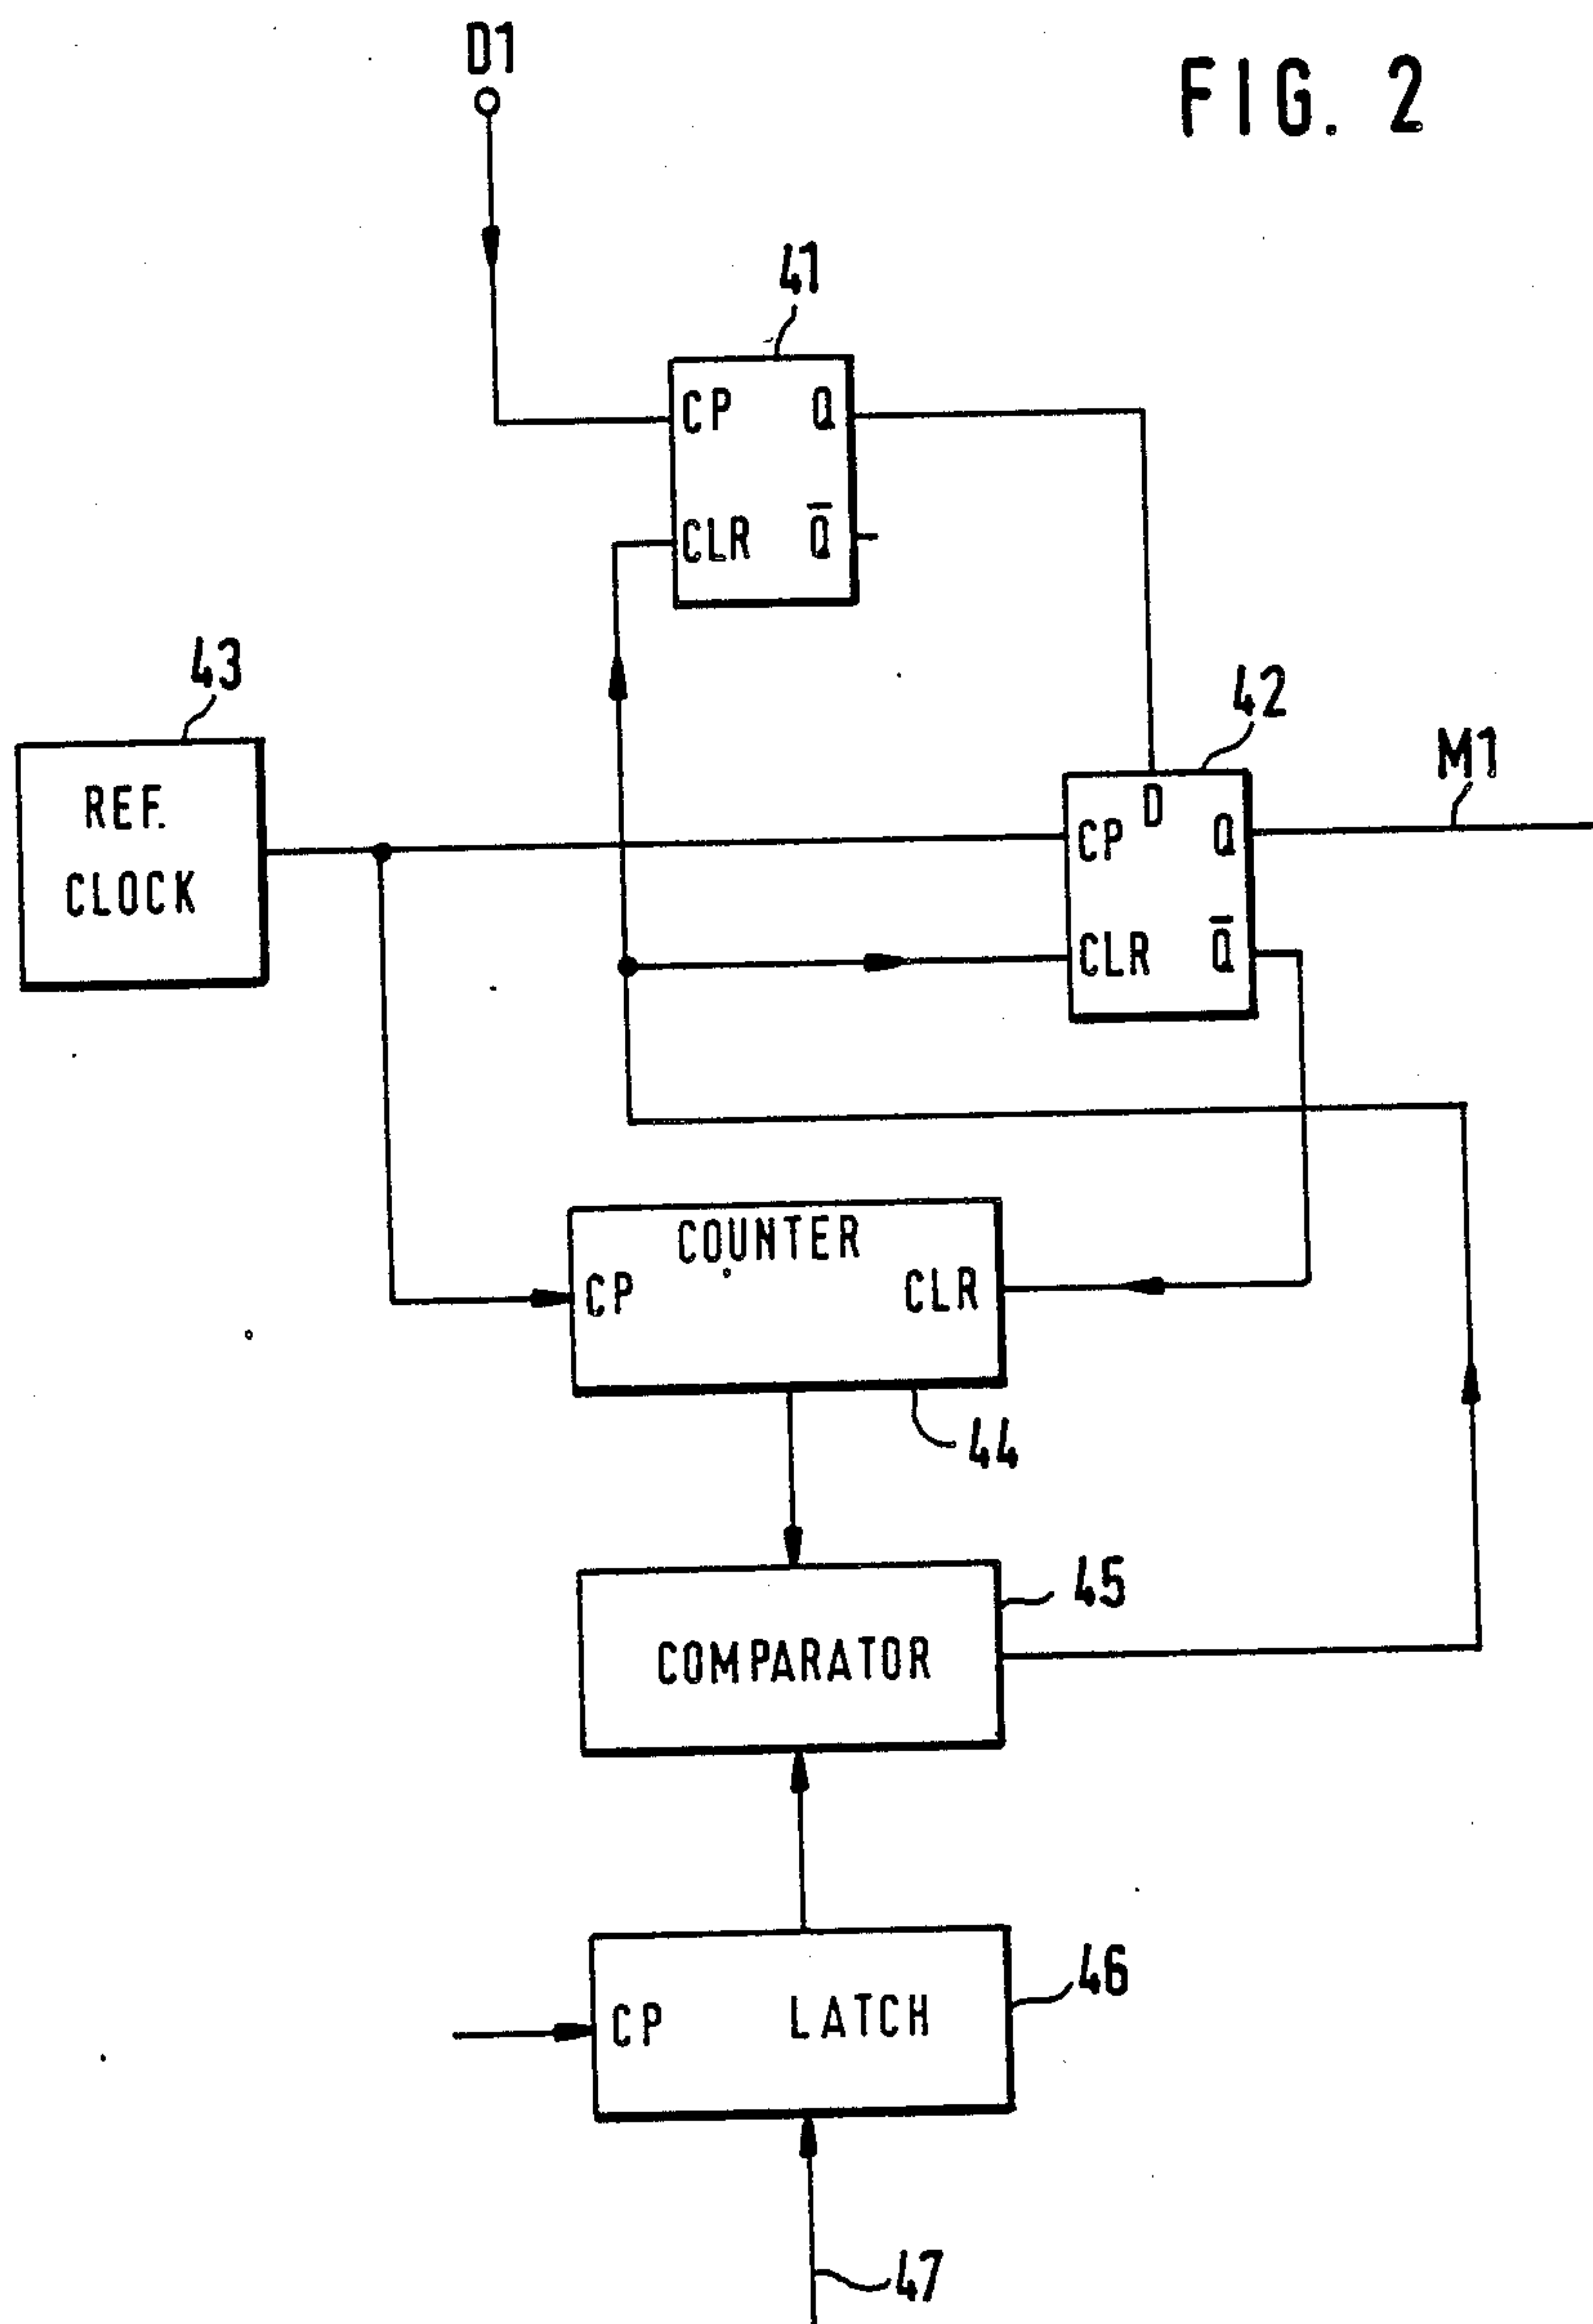 D1
FIG. 2
41
CP Q
CLR Q̅
43
REF.
CLOCK
42
M1
D
CP Q
CLR Q̅
COUNTER
CP CLR
44
45
COMPARATOR
46
CP LATCH
47